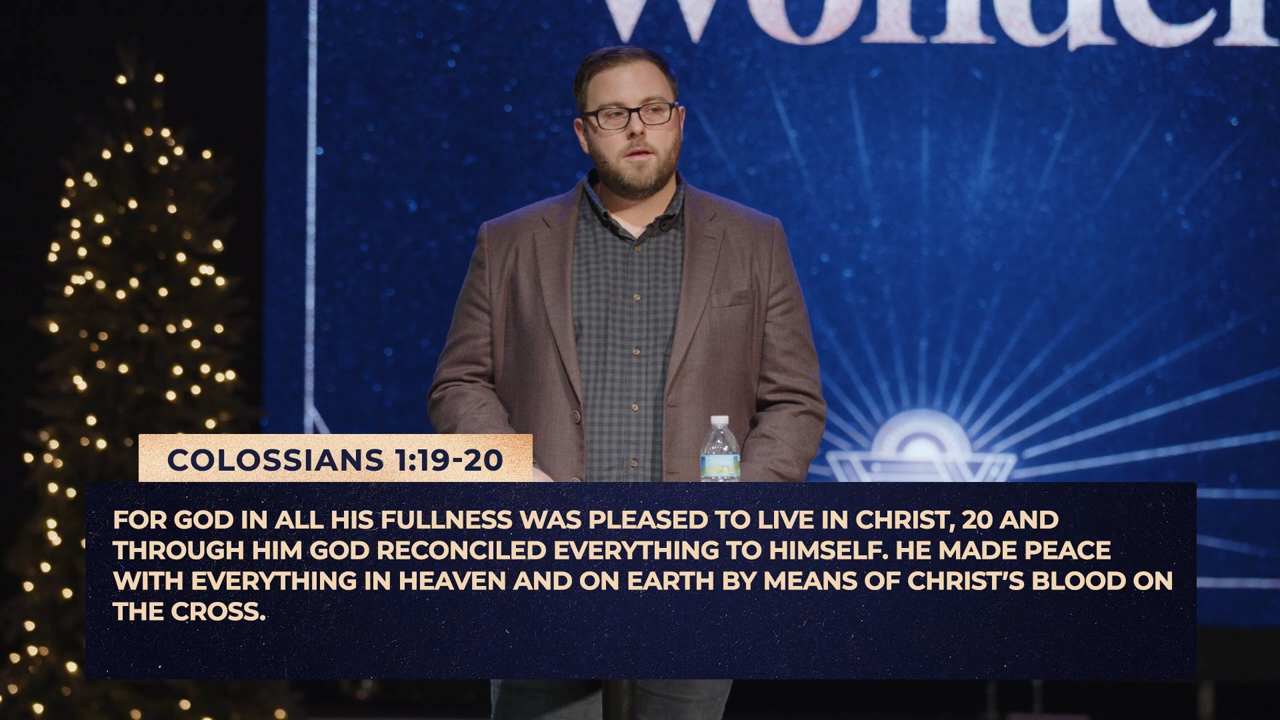 Wonder
COLOSSIANS 1:19-20
FOR GOD IN ALL HIS FULLNESS WAS PLEASED TO LIVE IN CHRIST, 20 AND
THROUGH HIM GOD RECONCILED EVERYTHING TO HIMSELF. HE MADE PEACE
WITH EVERYTHING IN HEAVEN AND ON EARTH BY MEANS OF CHRIST'S BLOOD ON
THE CROSS.